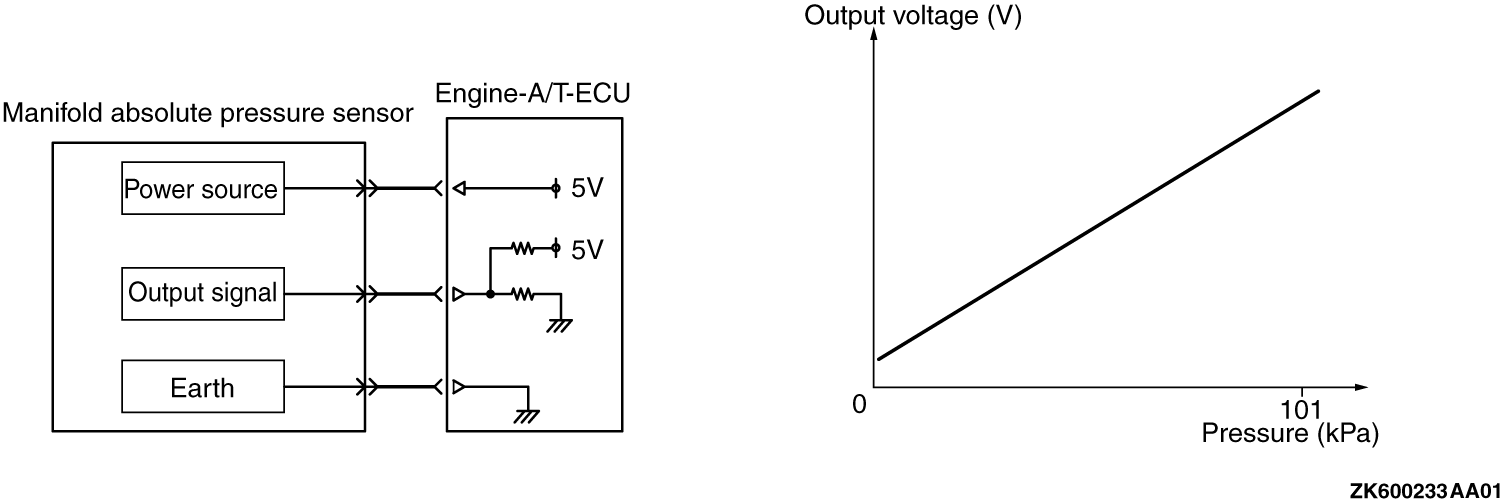 Output voltage (V)
Engine-A/T-ECU
Manifold absolute pressure sensor
Power source
5V
5V
Output signal
Earth
0
101
Pressure (kPa)
ZK600233AA01